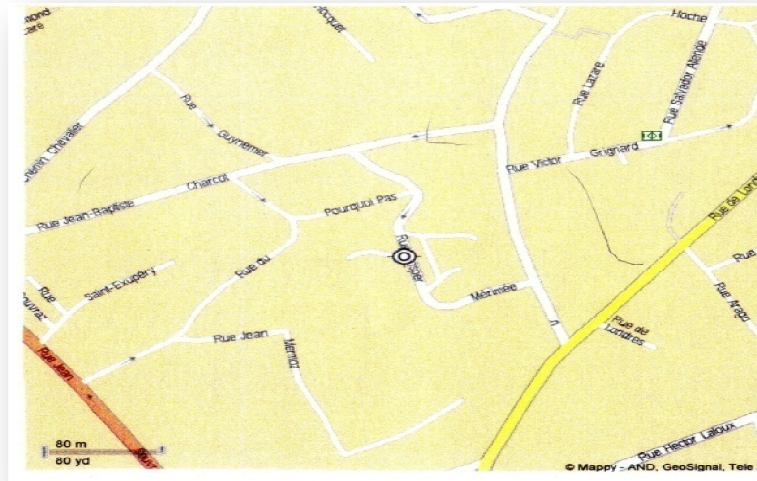 Hoche
Rue Lazare
Rue Salvador Allende
Rue
Guynemer
Rue Victor Grignard
Rue Jean-Baptiste Charcot
Pourquoi Pas
Rue du
Saint-Exupéry
Rue
Mérimée
Rue Jean
Mermoz
Rue de
Londres
Rue Arago
Rue
Rue Jean
Rue Hector Laloux
80 m
80 yd
© Mappy - AND, GeoSignal, Tele